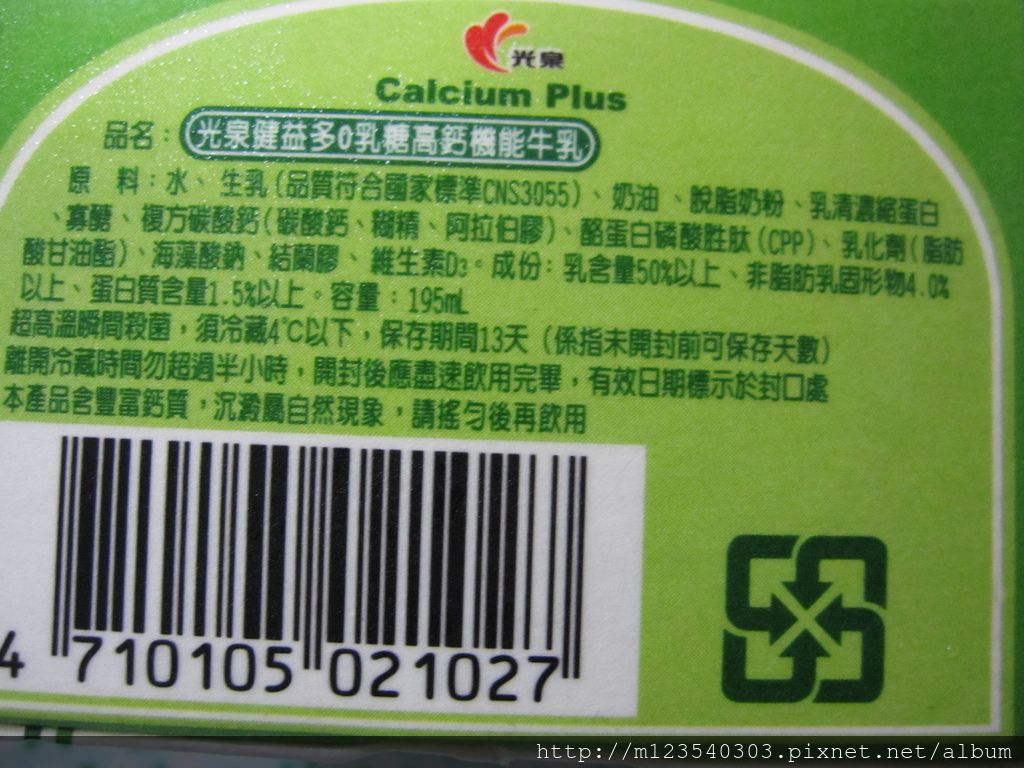 光泉
Calcium Plus
品名：光泉健益多0乳糖高鈣機能牛乳
原 料：水、生乳(品質符合國家標準CNS3055)、奶油、脫脂奶粉、乳清濃縮蛋白
、寡醣、複方碳酸鈣(碳酸鈣、糊精、阿拉伯膠)、酪蛋白磷酸胜肽(CPP)、乳化劑(脂肪
酸甘油酯)、海藻酸鈉、結蘭膠、維生素D3。成份：乳含量50%以上、非脂肪乳固形物4.0%
以上、蛋白質含量1.5%以上。容量：195mL
超高溫瞬間殺菌，須冷藏4℃以下，保存期間13天（係指未開封前可保存天數）
離開冷藏時間勿超過半小時，開封後應盡速飲用完畢，有效日期標示於封口處
本產品含豐富鈣質，沉澱屬自然現象，請搖勻後再飲用
4 710105 021027
http://m123540303.pixnet.net/album